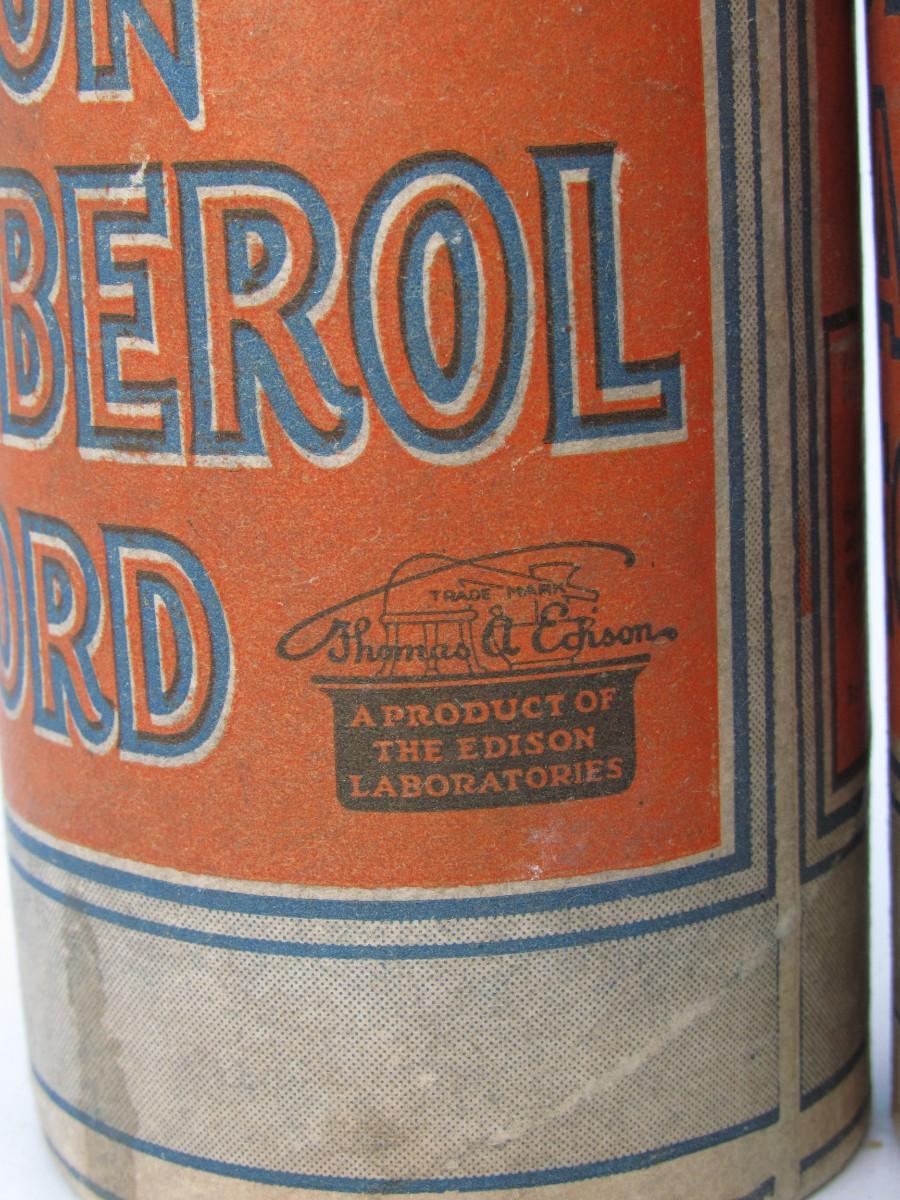 ON
BEROL
ORD
TRADE MARK
Thomas A Edison
A PRODUCT OF
THE EDISON
LABORATORIES